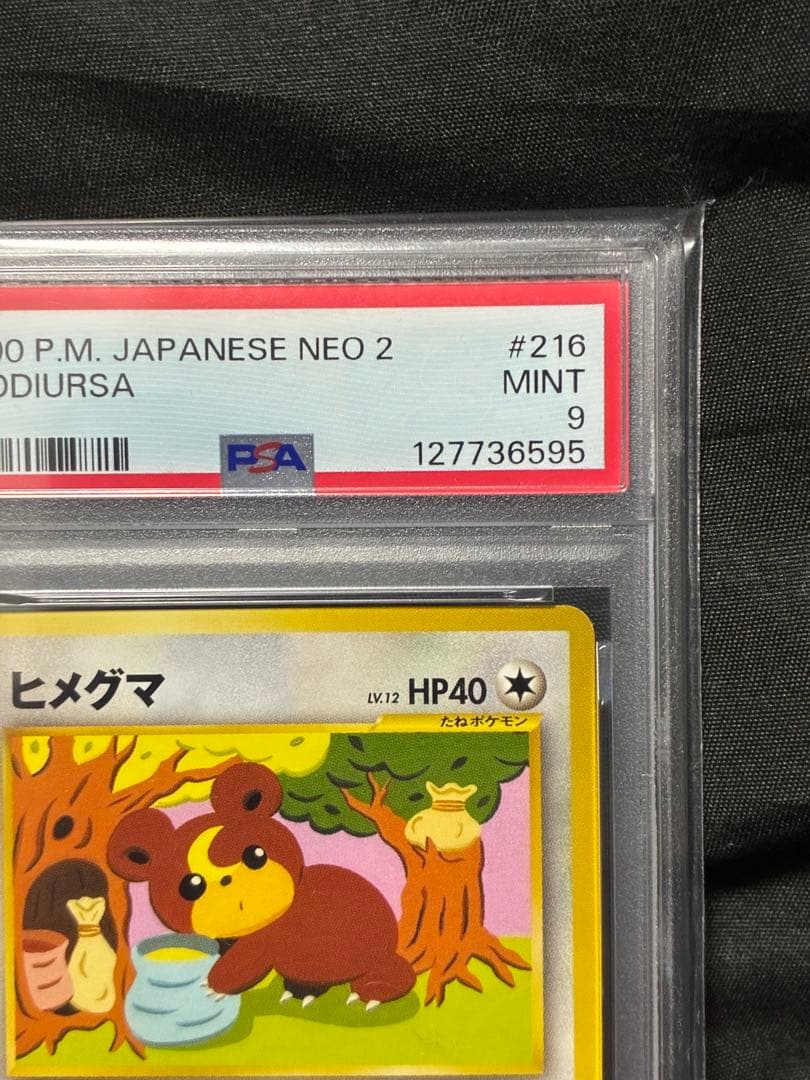 00 P.M. JAPANESE NEO 2 #216
ODIURSA MINT
9
PSA 127736595
ヒメグマ LV.12 HP40
たねポケモン